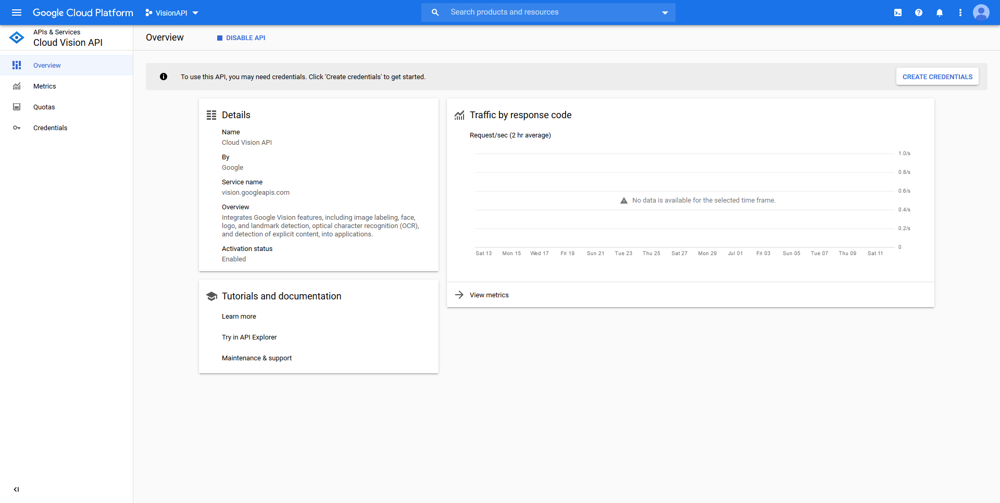 Google Cloud Platform
VisionAPI
Search products and resources
APIs & Services
Cloud Vision API
Overview
DISABLE API
Overview
Metrics
Quotas
Credentials
To use this API, you may need credentials. Click 'Create credentials' to get started.
CREATE CREDENTIALS
Details
Name
Cloud Vision API
By
Google
Service name
vision.googleapis.com
Overview
Integrates Google Vision features, including image labeling, face,
logo, and landmark detection, optical character recognition (OCR),
and detection of explicit content, into applications.
Activation status
Enabled
Tutorials and documentation
Learn more
Try in API Explorer
Maintenance & support
Traffic by response code
Request/sec (2 hr average)
1.0/s
0.8/s
0.6/s
No data is available for the selected time frame.
0.4/s
0.2/s
0
Sat 13 Mon 15 Wed 17 Fri 19 Sun 21 Tue 23 Thu 25 Sat 27 Mon 29 Jul 01 Fri 03 Sun 05 Tue 07 Thu 09 Sat 11
View metrics